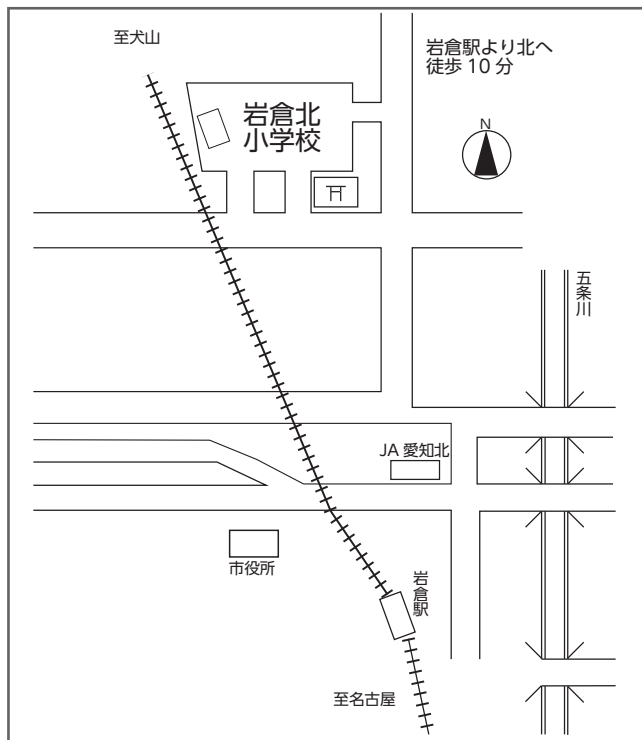 至犬山
岩倉駅より北へ
徒歩 10 分
岩倉北
小学校
N
五条川
JA 愛知北
市役所
岩倉駅
至名古屋